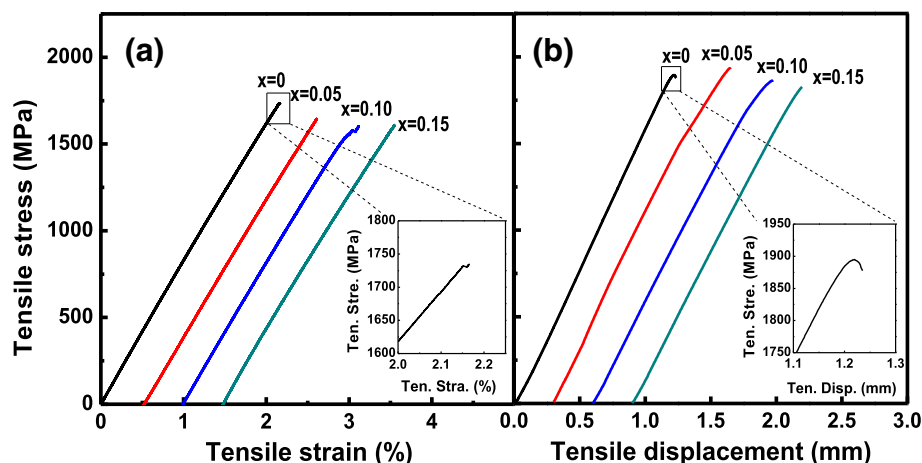 (a)
2000
1500
1000
500
0
Tensile stress (MPa)
x=0
x=0.05
x=0.10
x=0.15
1800
1750
1700
1650
1600
Ten. Stre. (MPa)
2.0 2.1 2.2
Ten. Stra. (%)
0 1 2 3 4
Tensile strain (%)
(b)
x=0
x=0.05
x=0.10
x=0.15
1950
1900
1850
1800
1750
Ten. Stre. (MPa)
1.1 1.2 1.3
Ten. Disp. (mm)
0.0 0.5 1.0 1.5 2.0 2.5 3.0
Tensile displacement (mm)